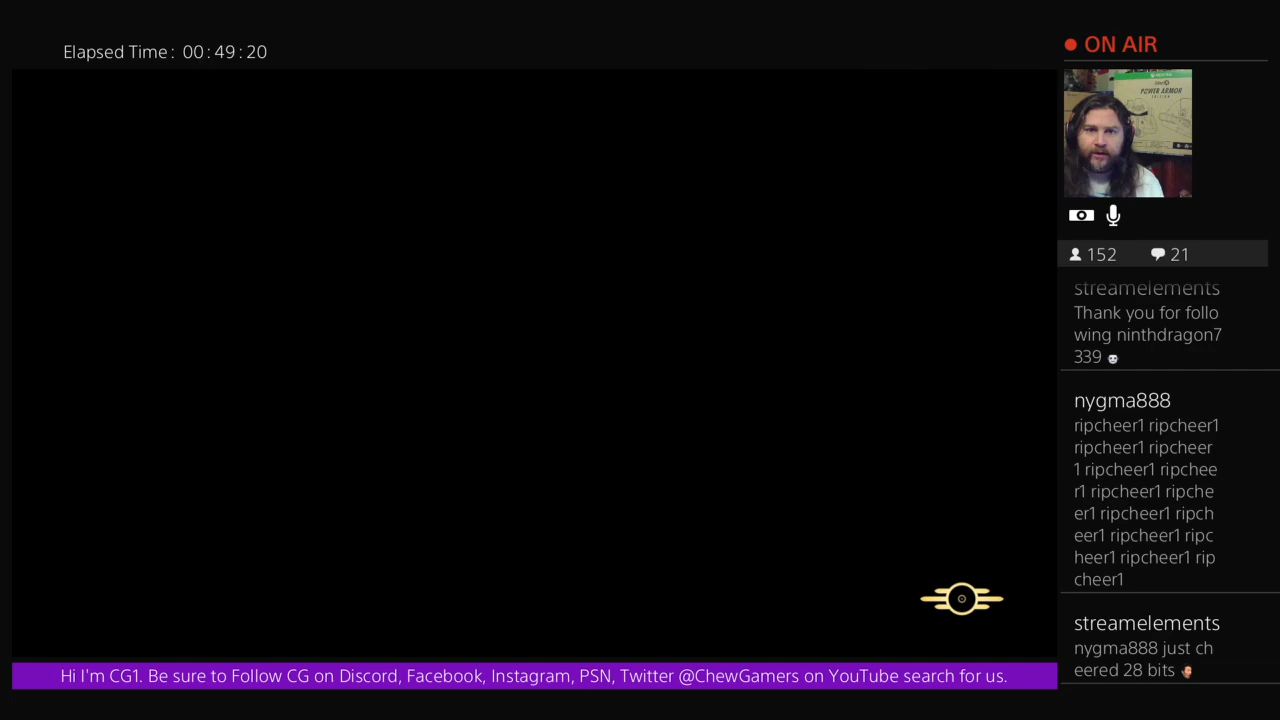 Elapsed Time: 00:49:20
ON AIR
POWER ARMOR
EDITION
152
21
streamelements
Thank you for follo
wing ninthdragon7
339
nygma888
ripcheer1 ripcheer1
ripcheer1 ripcheer
1 ripcheer1 ripchee
r1 ripcheer1 ripche
er1 ripcheer1 ripch
eer1 ripcheer1 ripc
heer1 ripcheer1 rip
cheer1
streamelements
nygma888 just ch
eered 28 bits
Hi I'm CG1. Be sure to Follow CG on Discord, Facebook, Instagram, PSN, Twitter @ChewGamers on YouTube search for us.